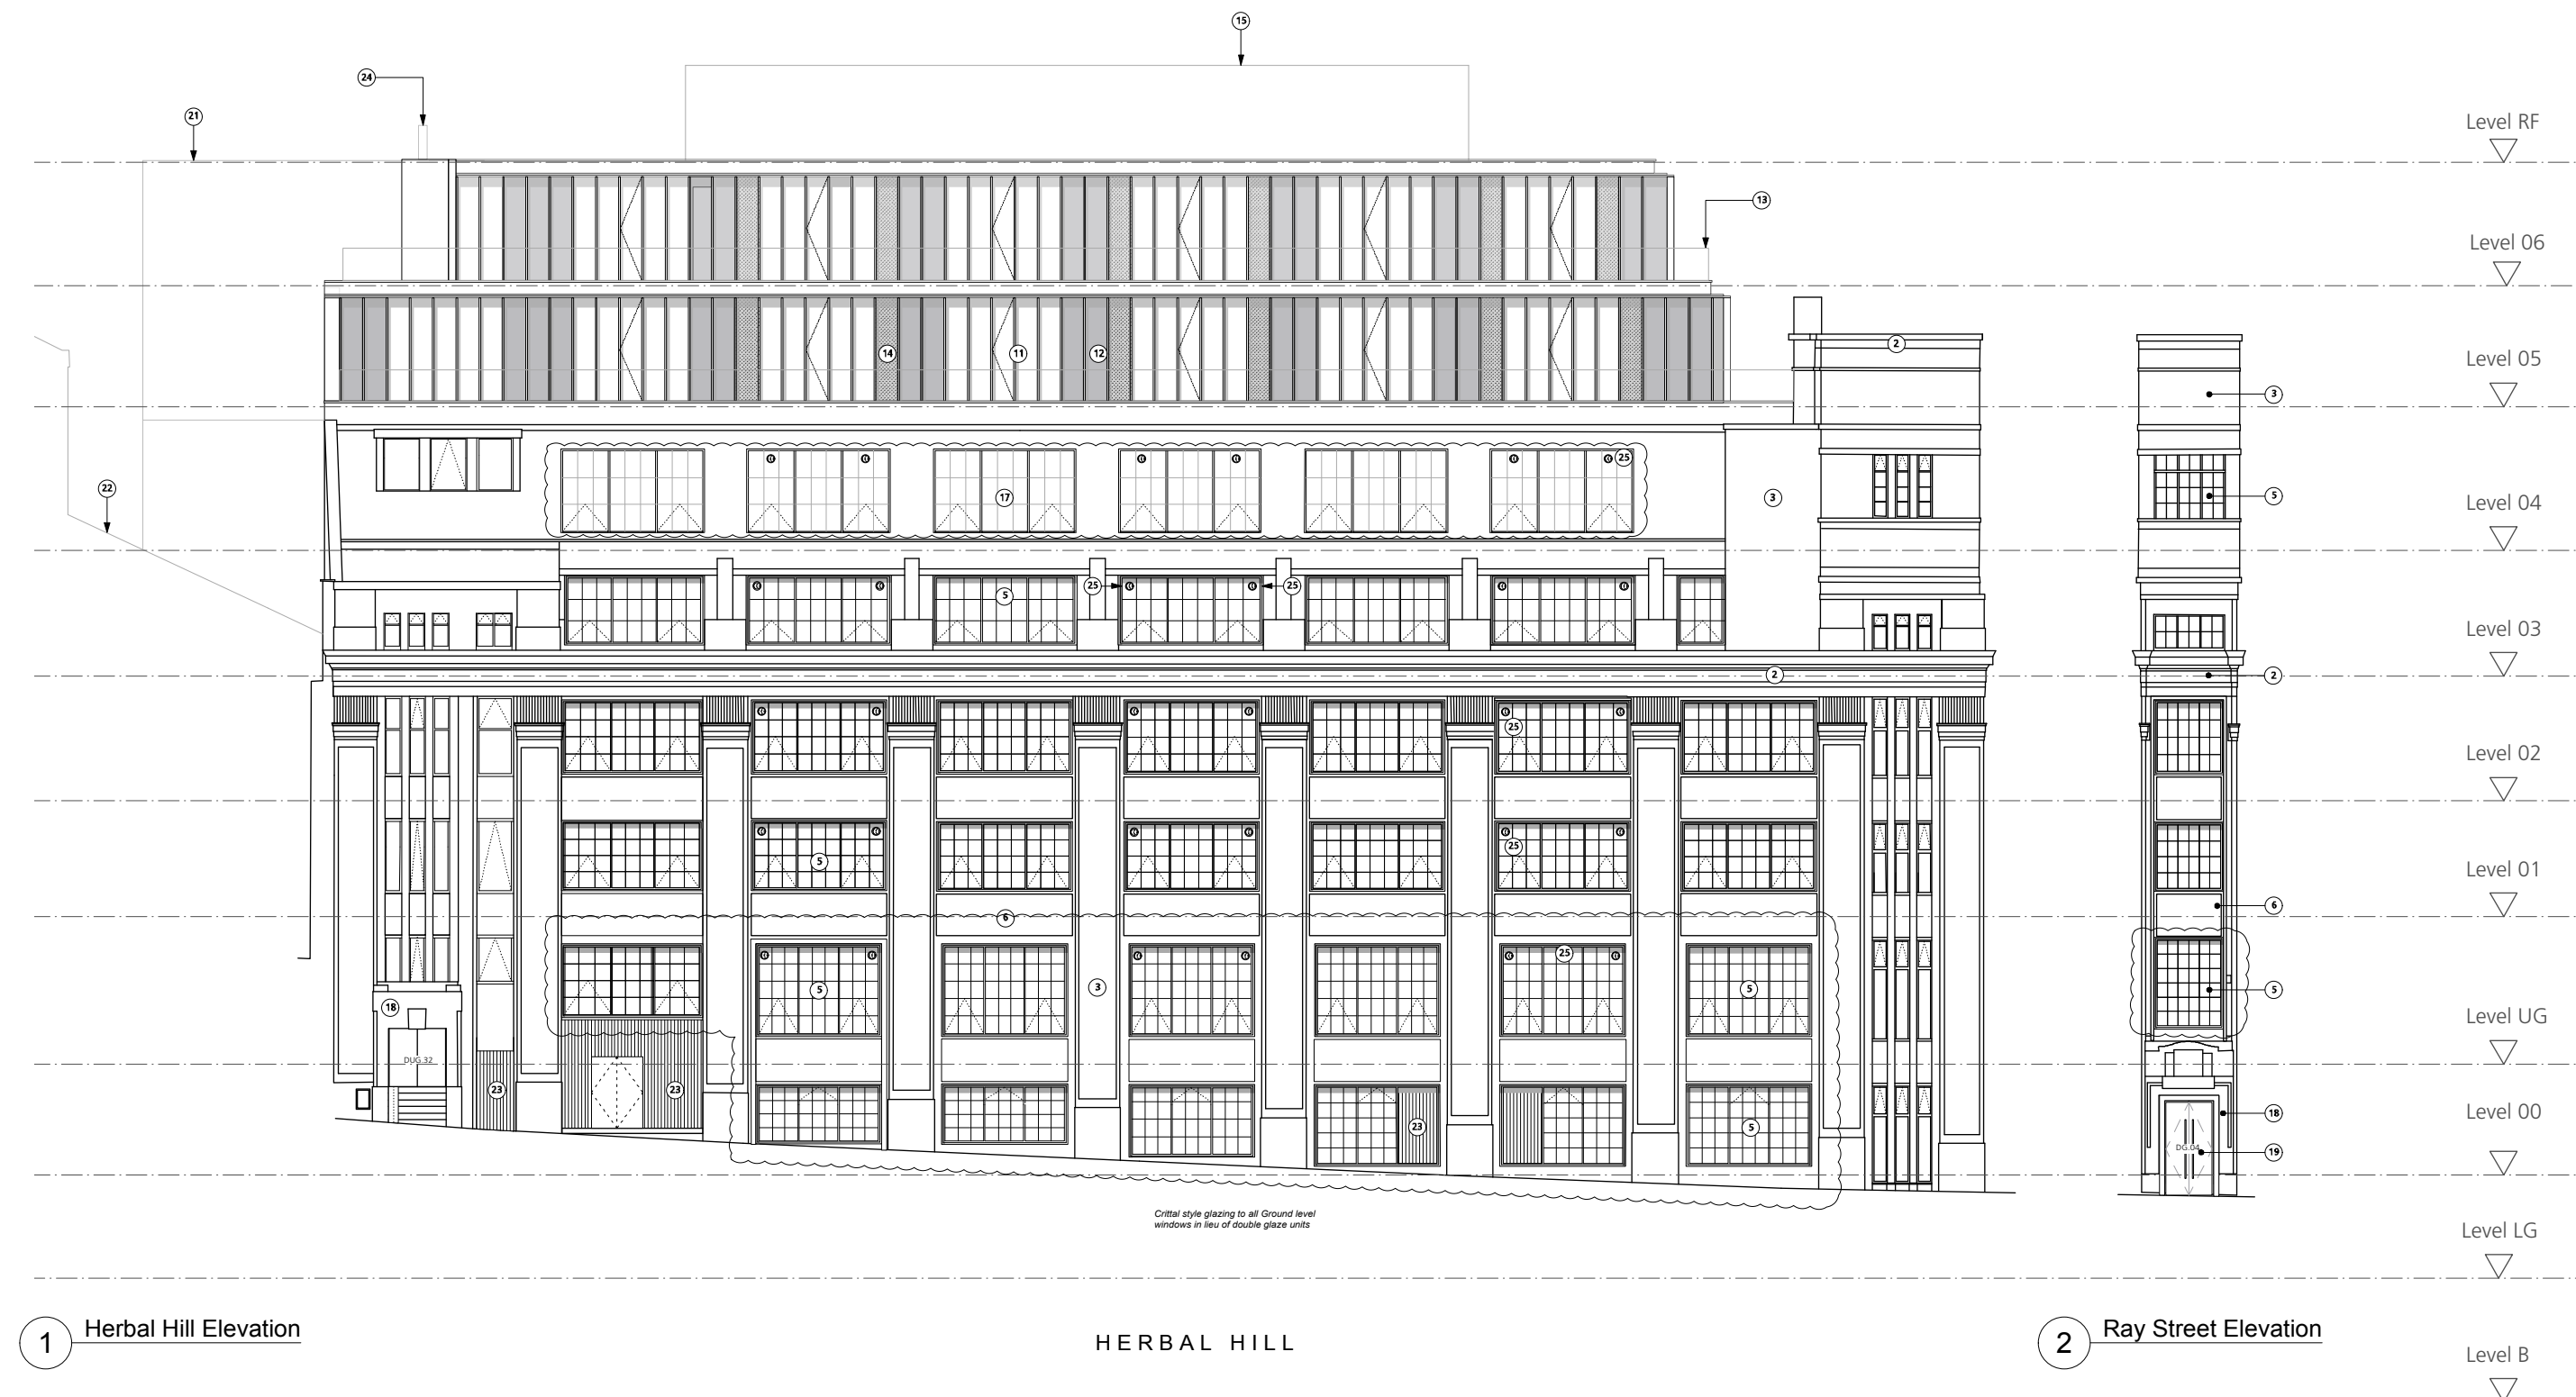 15
24
21
Level RF
13
Level 06
2
14
11
12
Level 05
3
25
22
17
3
5
Level 04
25
25
5
Level 03
2
2
25
Level 02
5
25
Level 01
6
6
25
3
5
5
5
18
Level UG
DUG.32
23
23
Level 00
18
23
5
DG.04
19
Crittal style glazing to all Ground level
windows in lieu of double glaze units
Level LG
1 Herbal Hill Elevation
HERBAL HILL
2 Ray Street Elevation
Level B